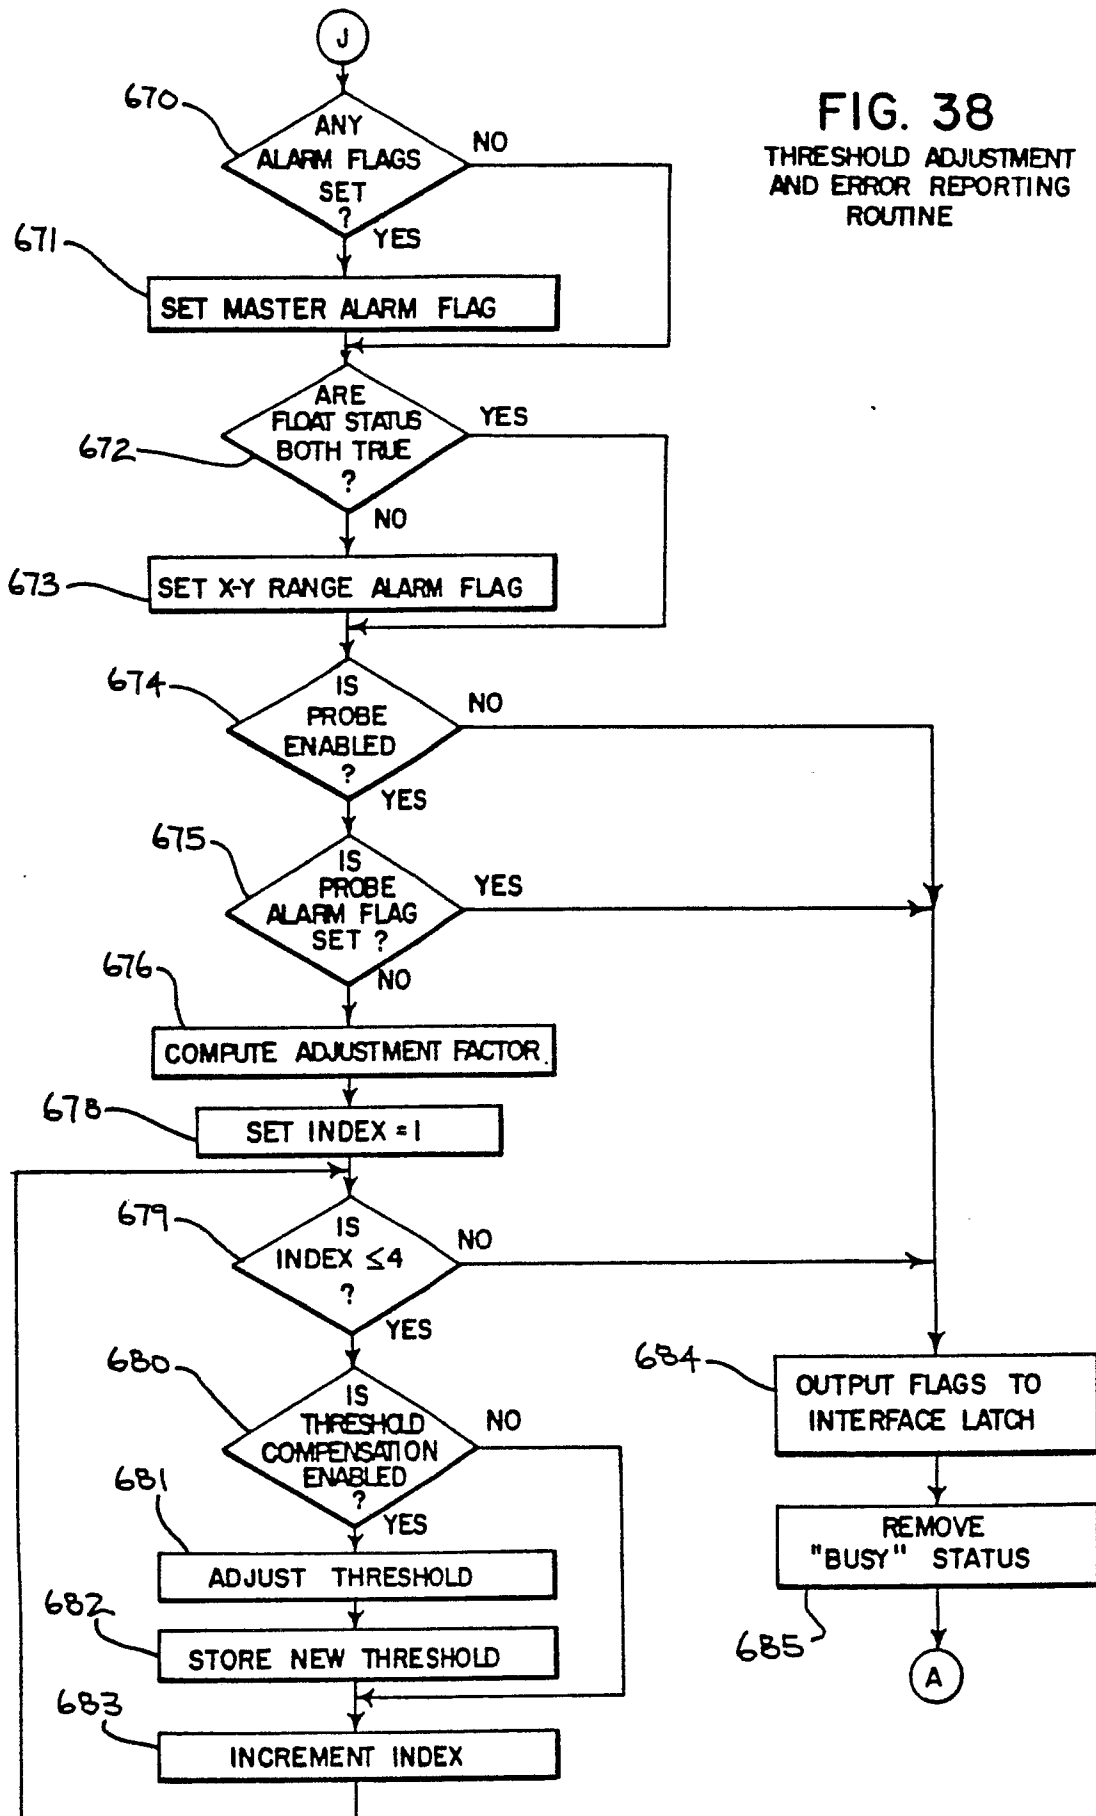 J
FIG. 38
THRESHOLD ADJUSTMENT
AND ERROR REPORTING
ROUTINE
670
ANY
ALARM FLAGS
SET
?
NO
YES
671
SET MASTER ALARM FLAG
672
ARE
FLOAT STATUS
BOTH TRUE
?
YES
NO
673
SET X-Y RANGE ALARM FLAG
674
IS
PROBE
ENABLED
?
NO
YES
675
IS
PROBE
ALARM FLAG
SET ?
YES
NO
676
COMPUTE ADJUSTMENT FACTOR.
678
SET INDEX = 1
679
IS
INDEX ≤4
?
NO
YES
680
IS
THRESHOLD
COMPENSATION
ENABLED
?
NO
YES
681
ADJUST THRESHOLD
682
STORE NEW THRESHOLD
683
INCREMENT INDEX
684
OUTPUT FLAGS TO
INTERFACE LATCH
REMOVE
"BUSY" STATUS
685
A